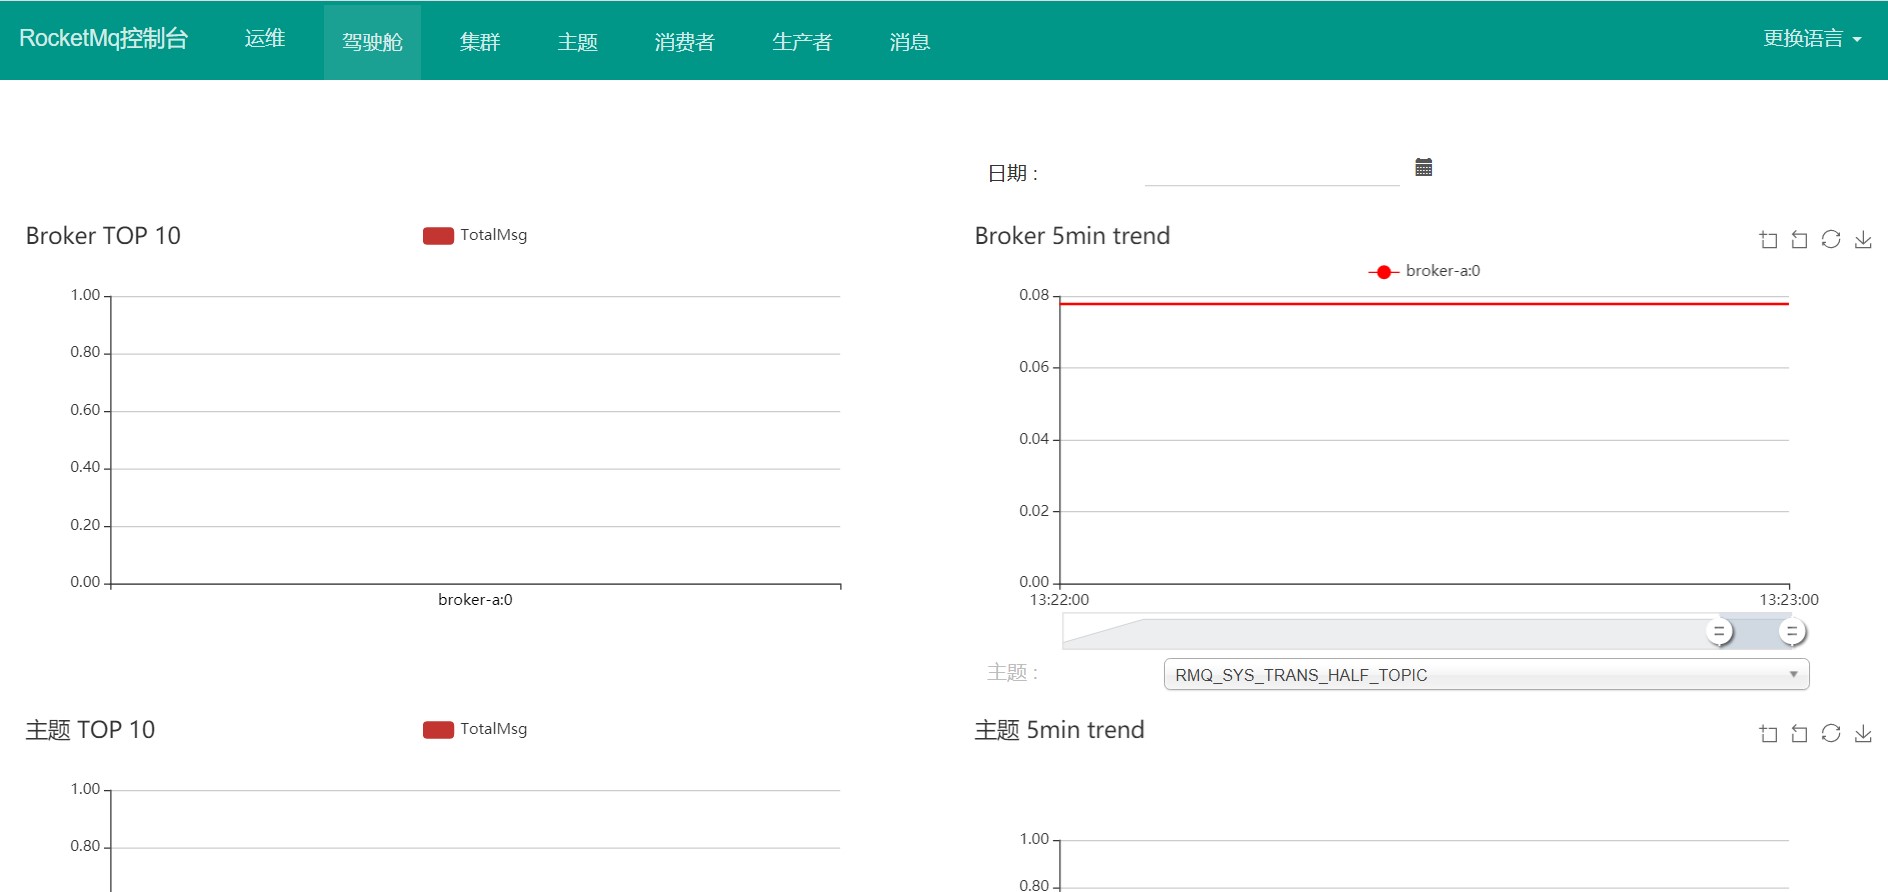 RocketMq控制台 运维 驾驶舱 集群 主题 消费者 生产者 消息 更换语言
日期 :
Broker TOP 10
TotalMsg
1.00
0.80
0.60
0.40
0.20
0.00
broker-a:0
Broker 5min trend
broker-a:0
0.08
0.06
0.04
0.02
0.00
13:22:00 13:23:00
主题 : RMQ_SYS_TRANS_HALF_TOPIC
主题 TOP 10
TotalMsg
1.00
0.80
主题 5min trend
1.00
0.80